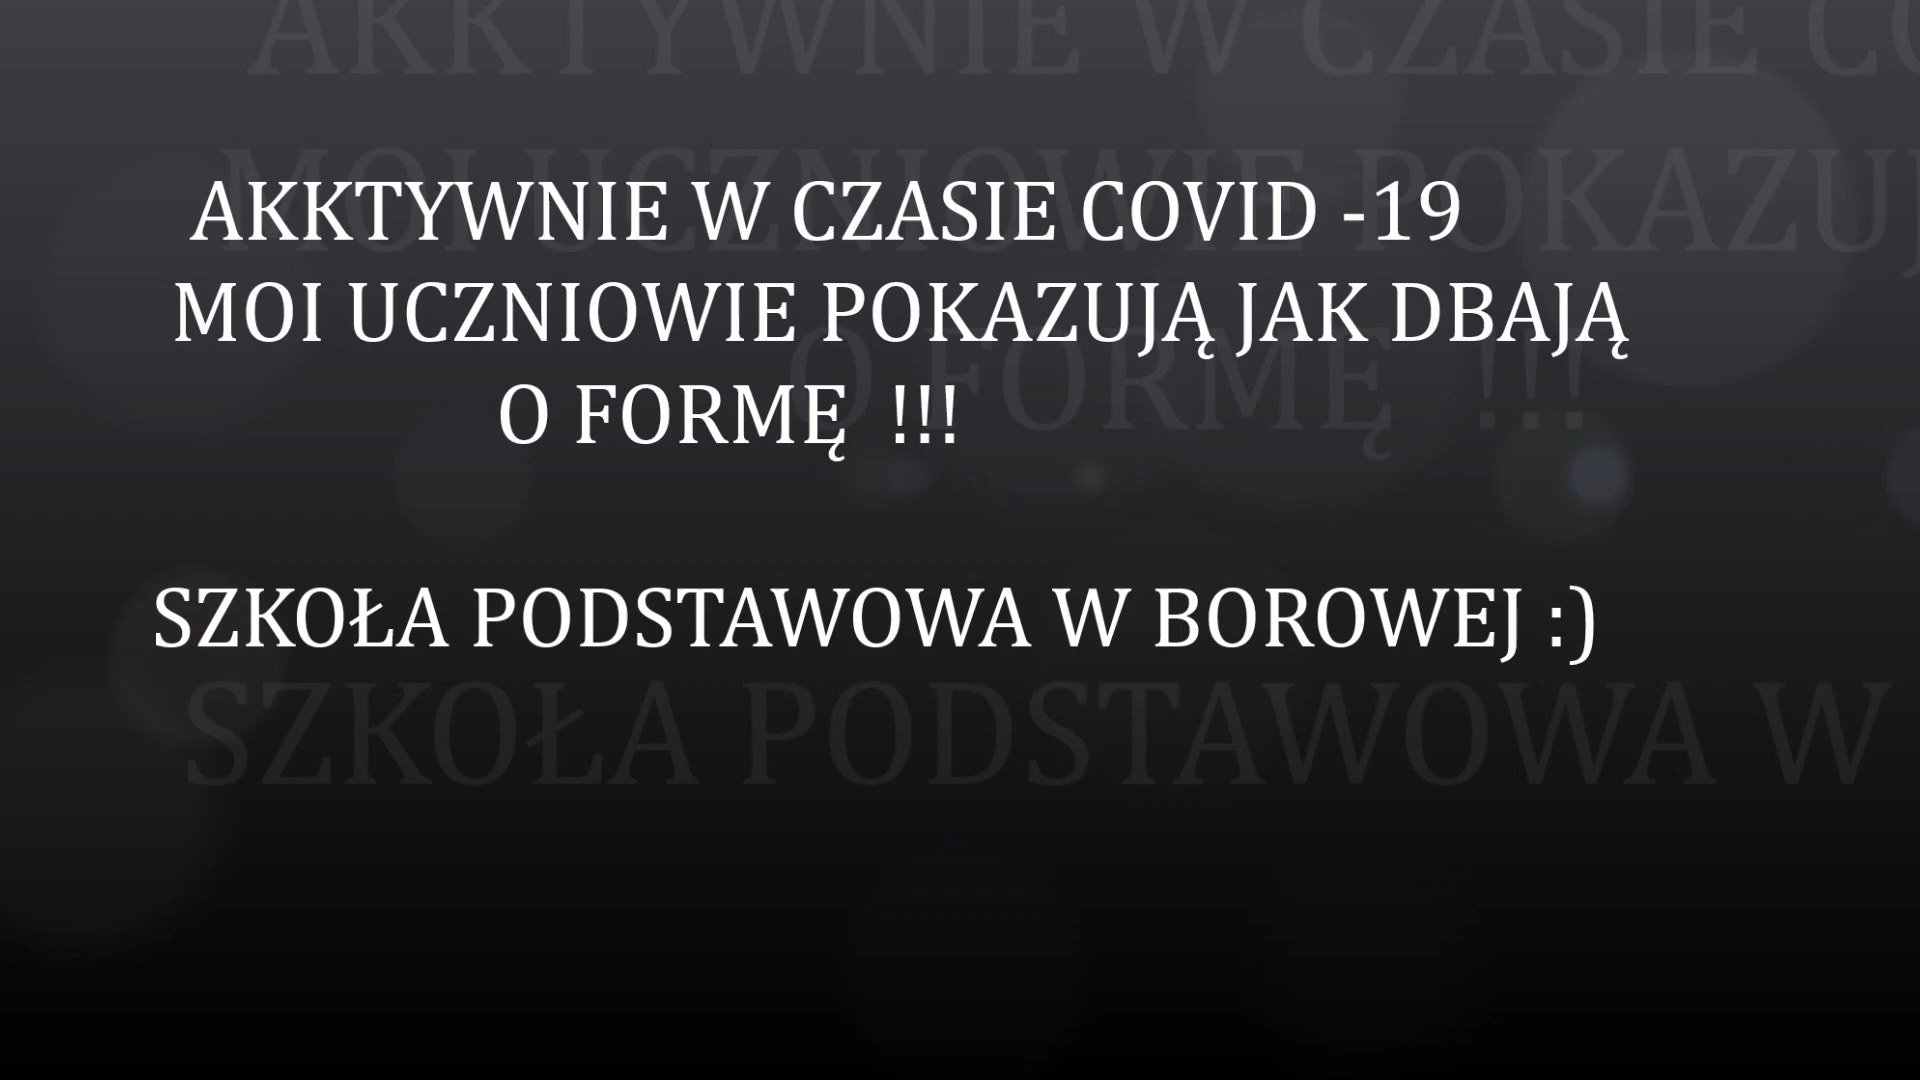 AKKTYWNIE W CZASIE COVID -19
MOI UCZNIOWIE POKAZUJĄ JAK DBAJĄ
O FORMĘ !!!
SZKOŁA PODSTAWOWA W BOROWEJ :)